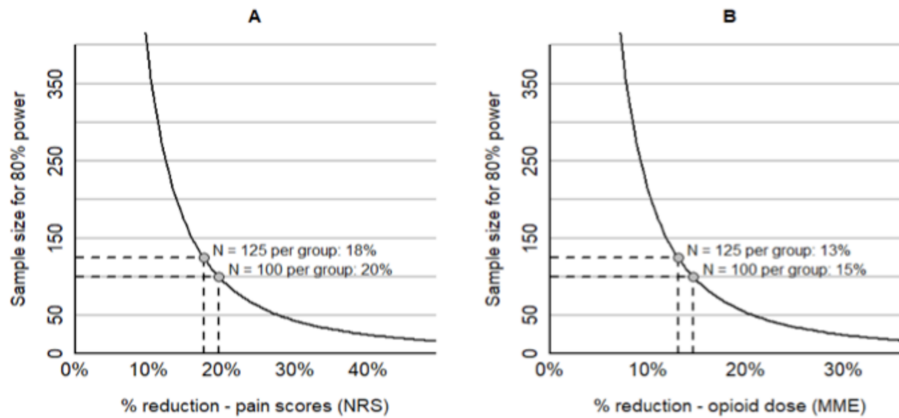 A
Sample size for 80% power
350
250
150
50
0
N = 125 per group: 18%
N = 100 per group: 20%
0% 10% 20% 30% 40%
% reduction - pain scores (NRS)
B
Sample size for 80% power
350
250
150
50
0
N = 125 per group: 13%
N = 100 per group: 15%
0% 10% 20% 30%
% reduction - opioid dose (MME)